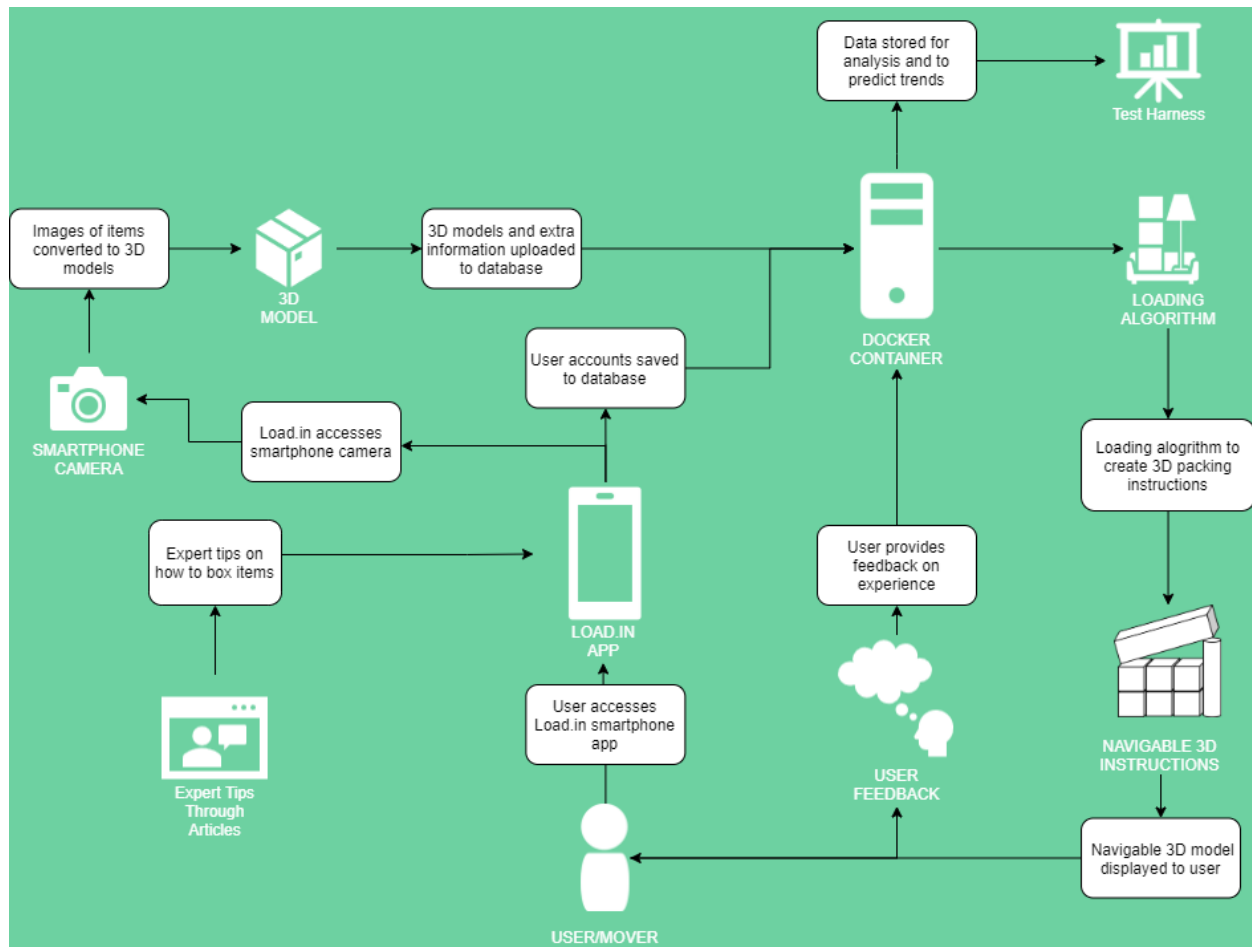 Data stored for
analysis and to
predict trends
Test Harness
Images of items
converted to 3D
models
3D
MODEL
3D models and extra
information uploaded
to database
DOCKER
CONTAINER
LOADING
ALGORITHM
User accounts saved
to database
SMARTPHONE
CAMERA
Load.in accesses
smartphone camera
Loading alogrithm to
create 3D packing
instructions
Expert tips on
how to box items
LOAD.IN
APP
User provides
feedback on
experience
User accesses
Load.in smartphone
app
Expert Tips
Through
Articles
USER
FEEDBACK
NAVIGABLE 3D
INSTRUCTIONS
Navigable 3D model
displayed to user
USER/MOVER